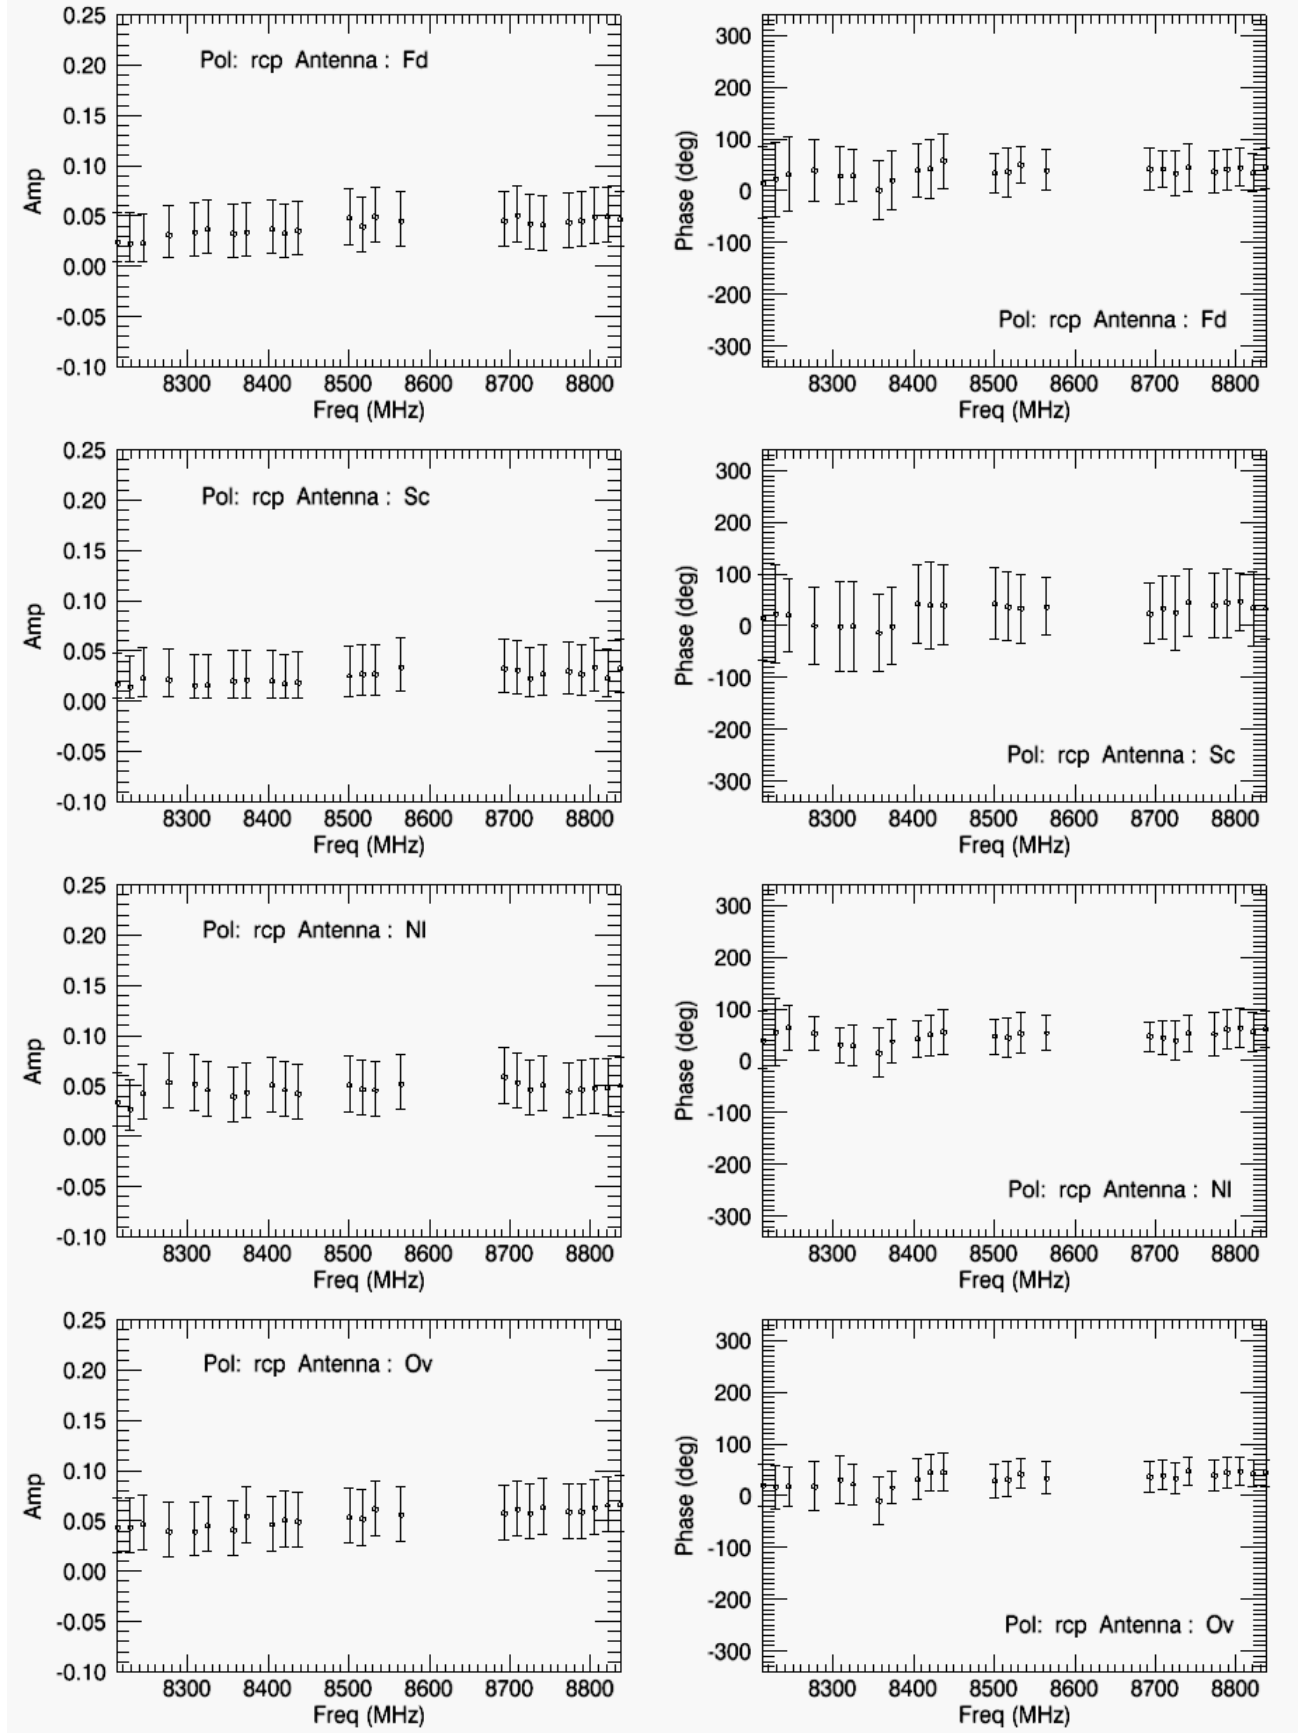 0.25
0.20
0.15
0.10
0.05
0.00
-0.05
-0.10
Amp
Pol: rcp Antenna : Fd
8300 8400 8500 8600 8700 8800
Freq (MHz)
300
200
100
0
-100
-200
-300
Phase (deg)
Pol: rcp Antenna : Fd
8300 8400 8500 8600 8700 8800
Freq (MHz)
0.25
0.20
0.15
0.10
0.05
0.00
-0.05
-0.10
Amp
Pol: rcp Antenna : Sc
8300 8400 8500 8600 8700 8800
Freq (MHz)
300
200
100
0
-100
-200
-300
Phase (deg)
Pol: rcp Antenna : Sc
8300 8400 8500 8600 8700 8800
Freq (MHz)
0.25
0.20
0.15
0.10
0.05
0.00
-0.05
-0.10
Amp
Pol: rcp Antenna : Nl
8300 8400 8500 8600 8700 8800
Freq (MHz)
300
200
100
0
-100
-200
-300
Phase (deg)
Pol: rcp Antenna : Nl
8300 8400 8500 8600 8700 8800
Freq (MHz)
0.25
0.20
0.15
0.10
0.05
0.00
-0.05
-0.10
Amp
Pol: rcp Antenna : Ov
8300 8400 8500 8600 8700 8800
Freq (MHz)
300
200
100
0
-100
-200
-300
Phase (deg)
Pol: rcp Antenna : Ov
8300 8400 8500 8600 8700 8800
Freq (MHz)